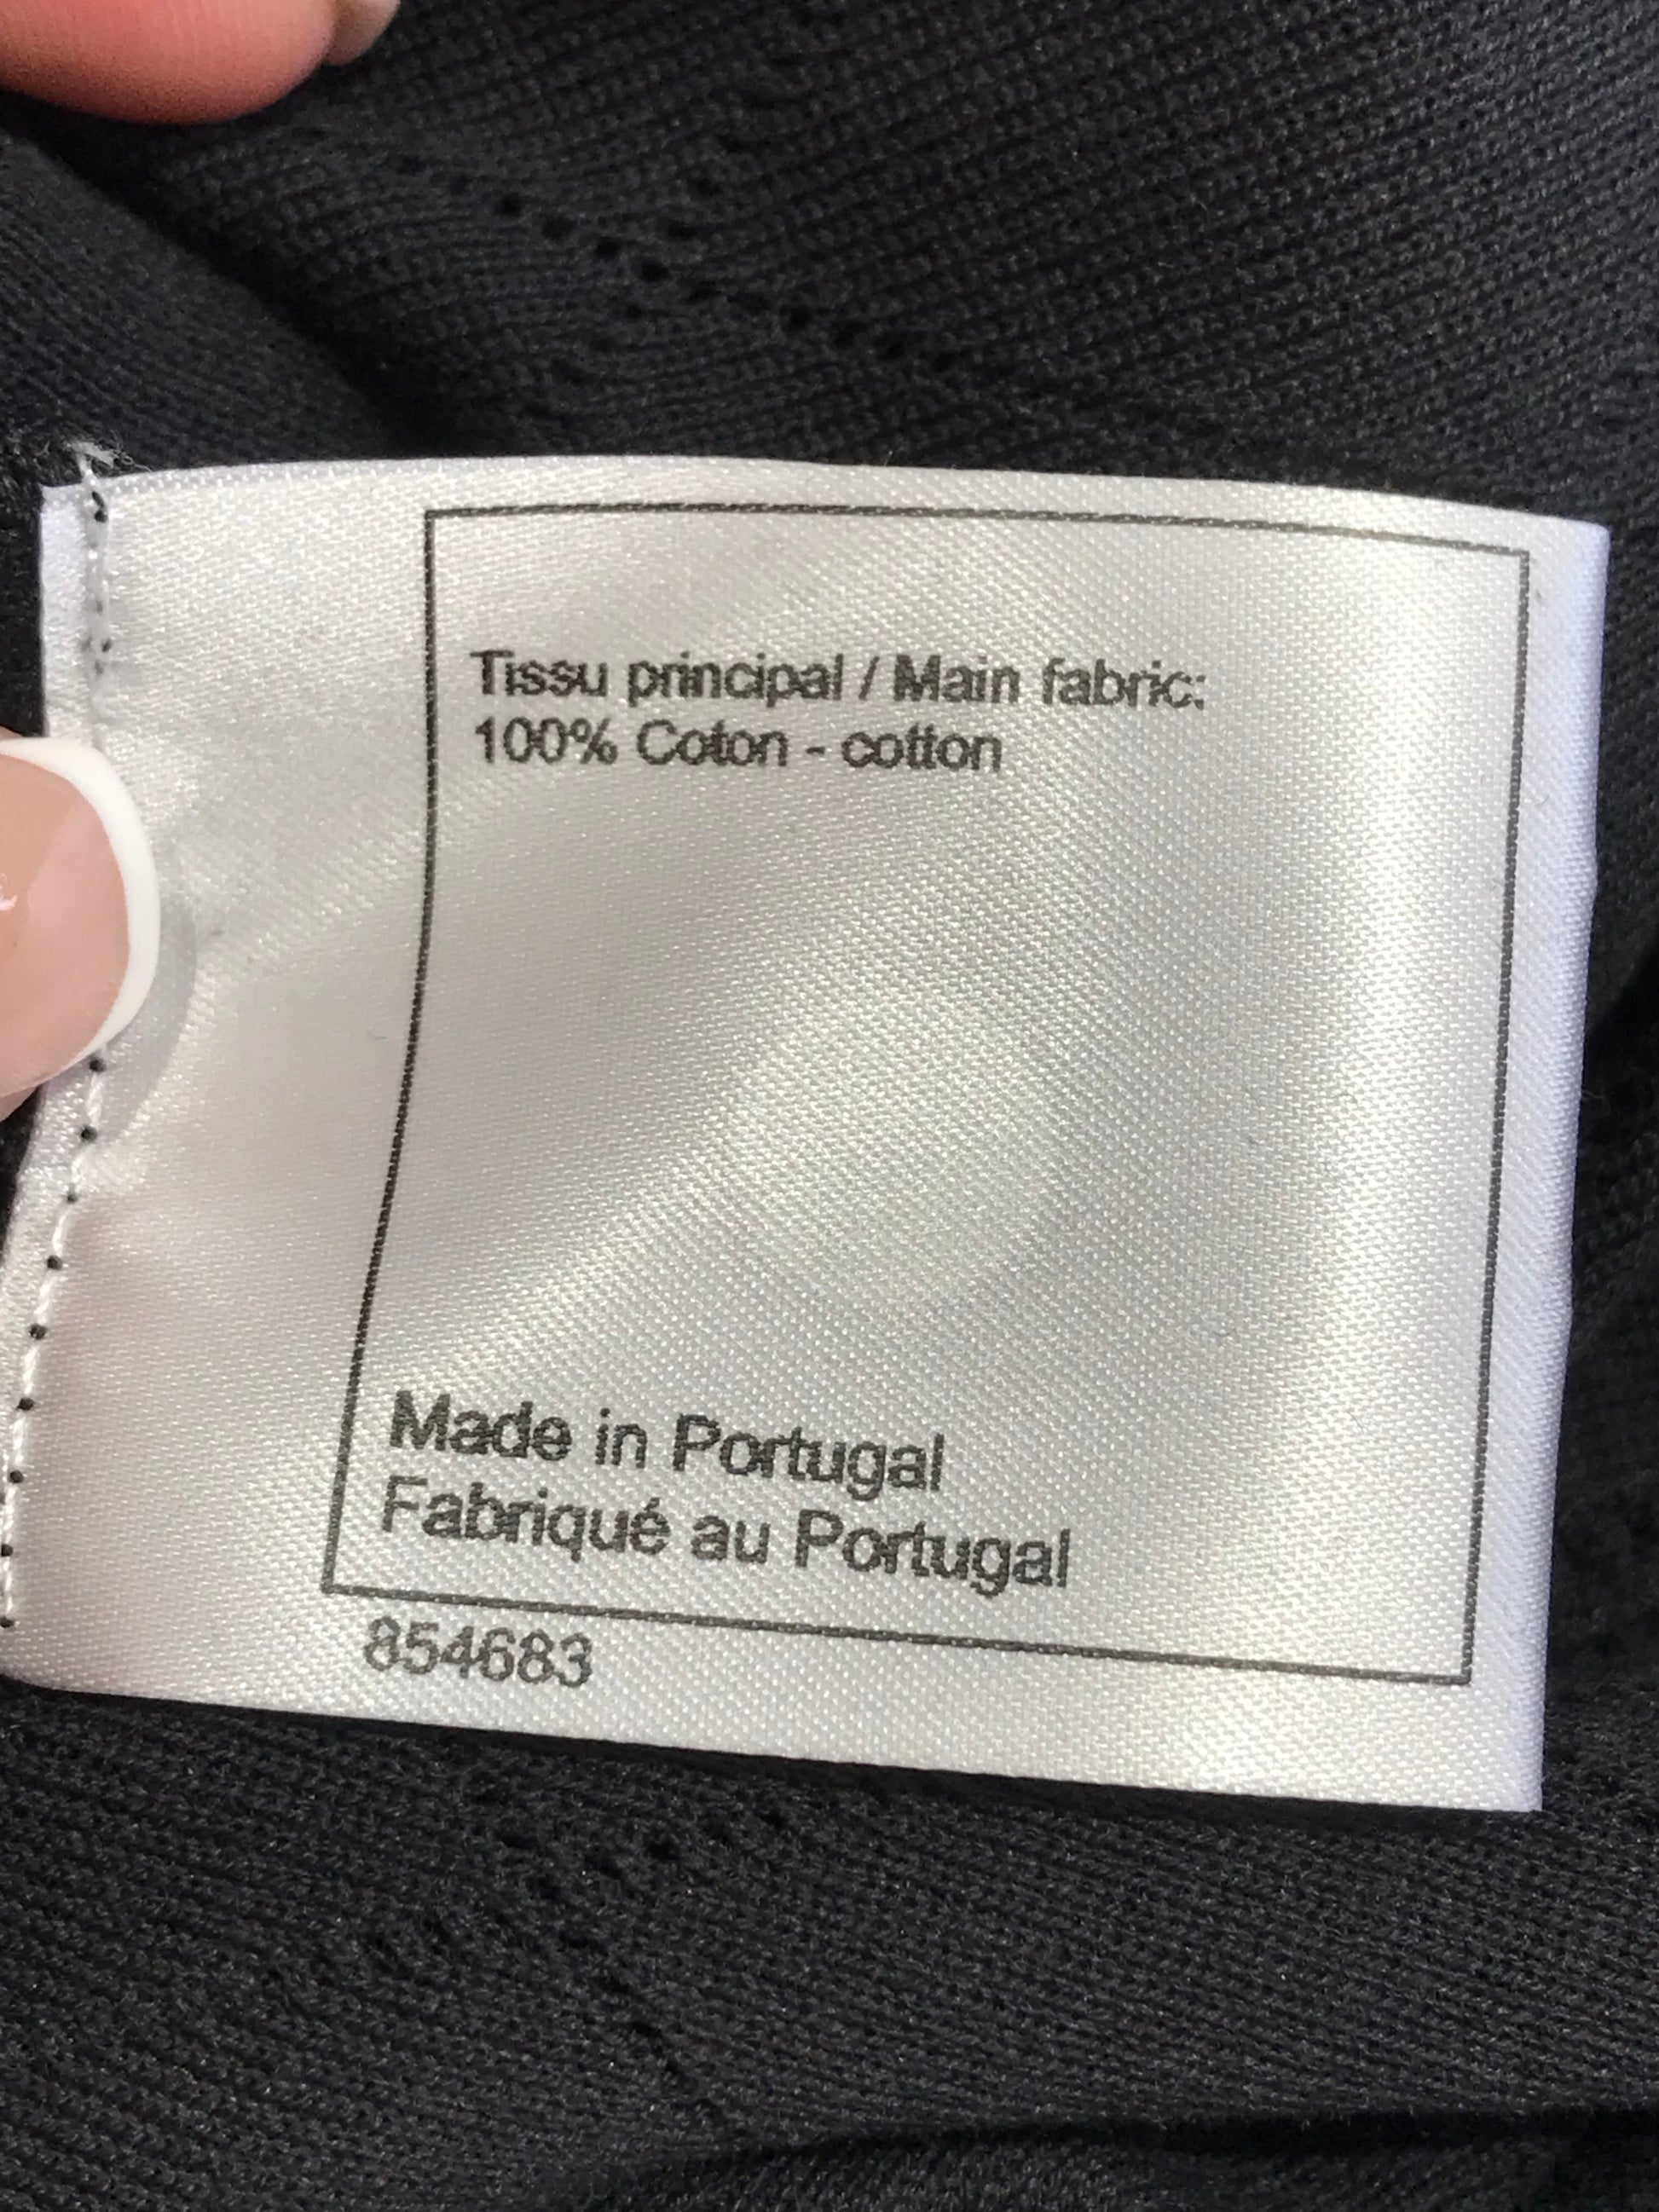 Tissu principal / Main fabric:
100% Coton - cotton
Made in Portugal
Fabriqué au Portugal
854683